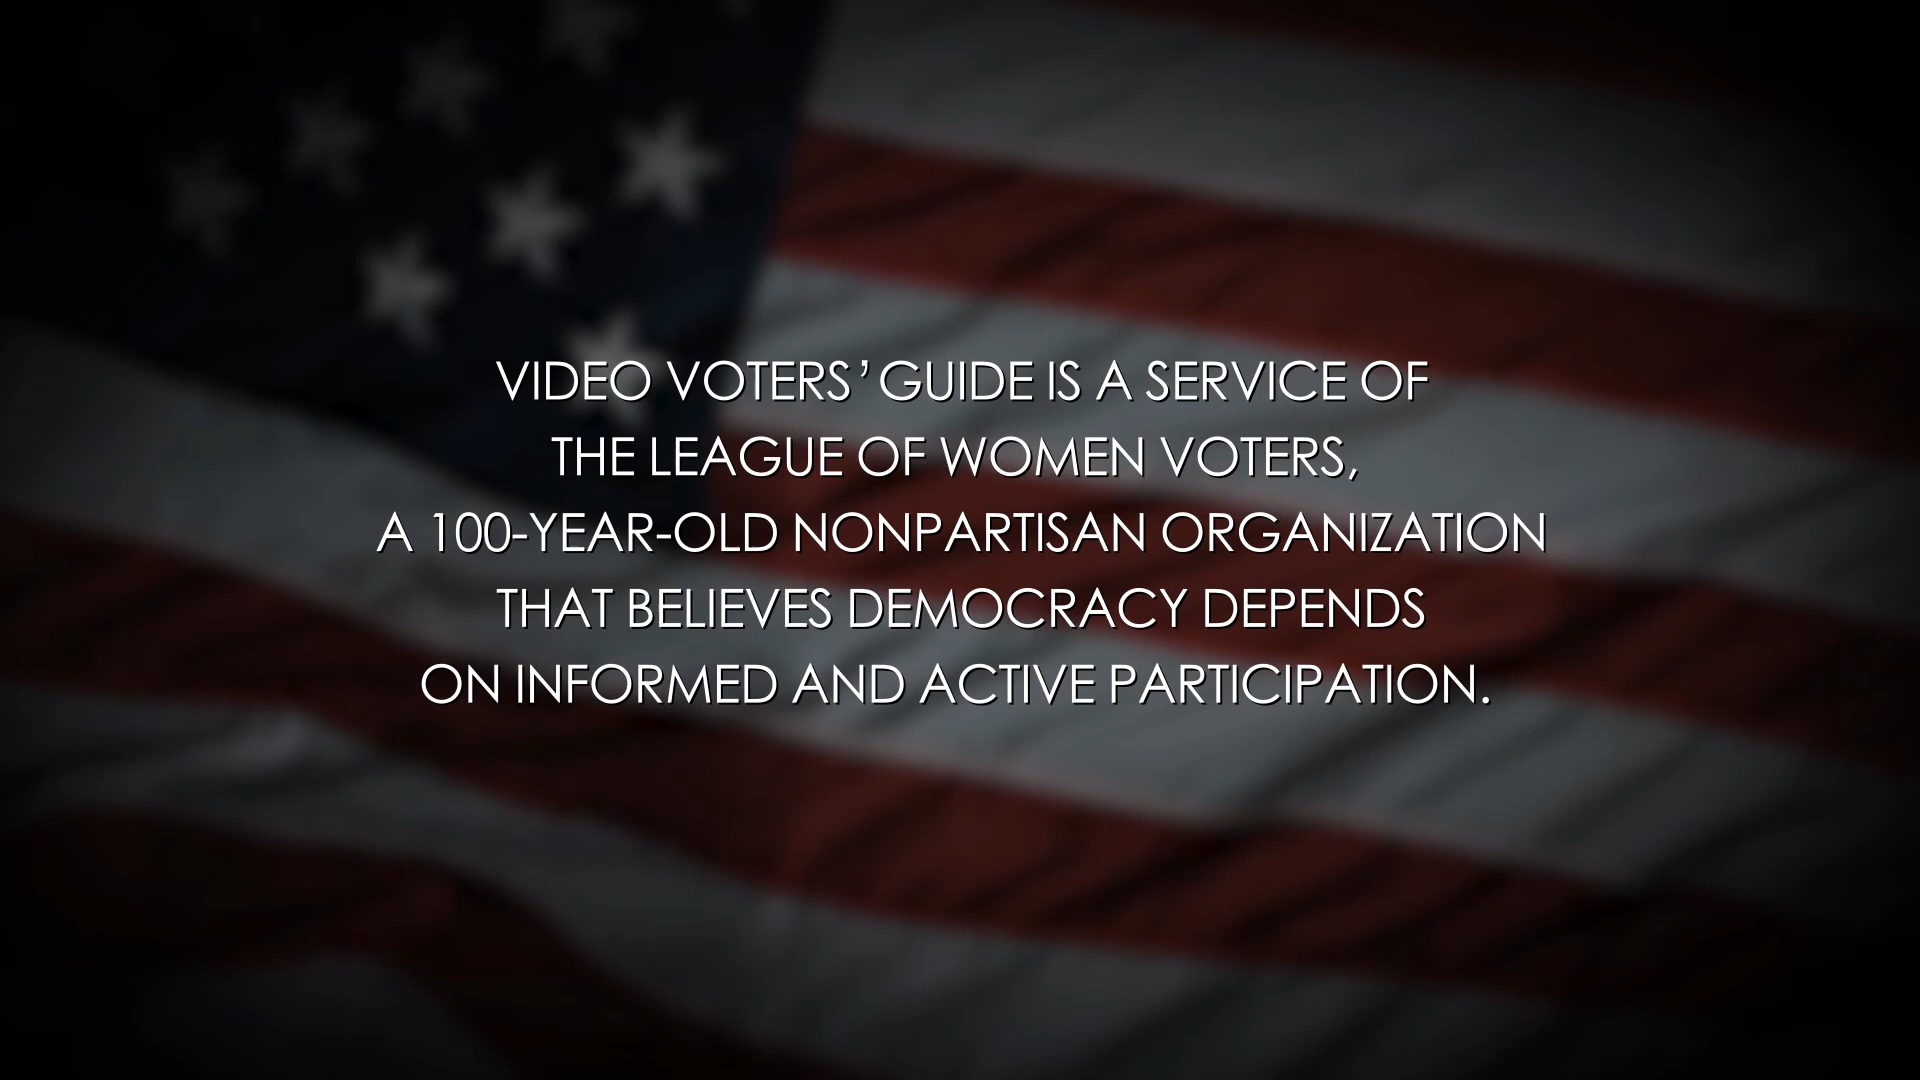 VIDEO VOTERS’ GUIDE IS A SERVICE OF
THE LEAGUE OF WOMEN VOTERS,
A 100-YEAR-OLD NONPARTISAN ORGANIZATION
THAT BELIEVES DEMOCRACY DEPENDS
ON INFORMED AND ACTIVE PARTICIPATION.